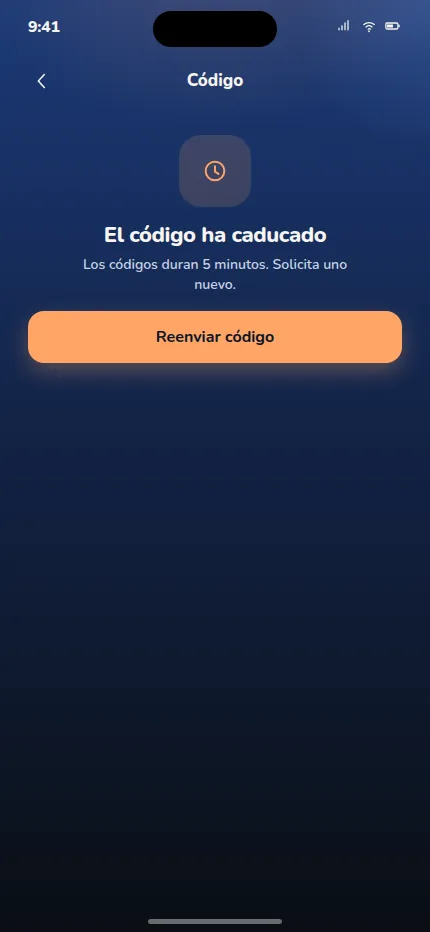 9:41
Código
El código ha caducado
Los códigos duran 5 minutos. Solicita uno
nuevo.
Reenviar código